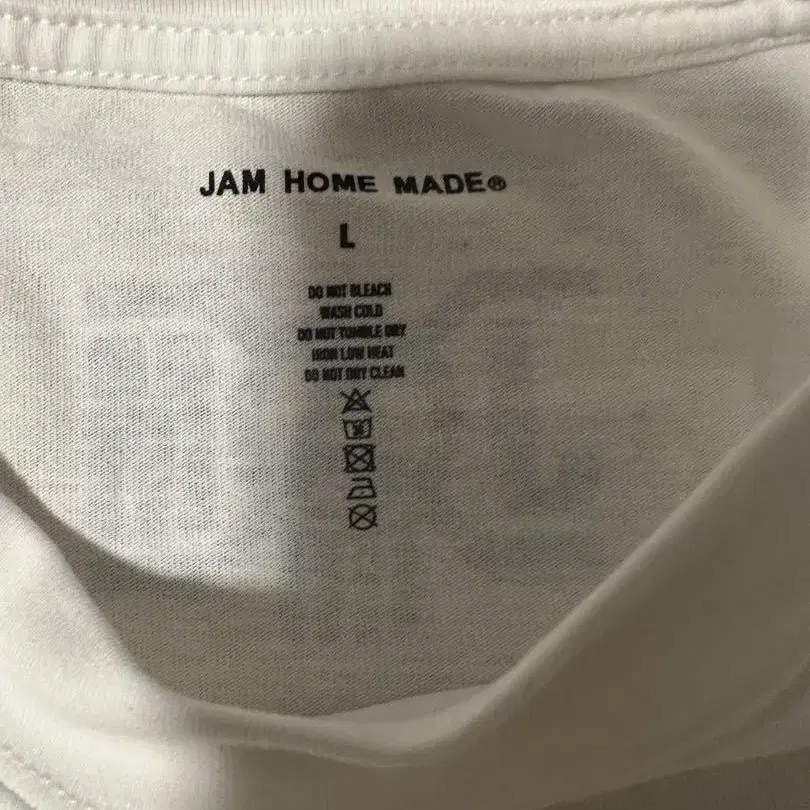 JAM HOME MADE®
L
DO NOT BLEACH
WASH COLD
DO NOT TUMBLE DRY
IRON LOW HEAT
DO NOT DRY CLEAN